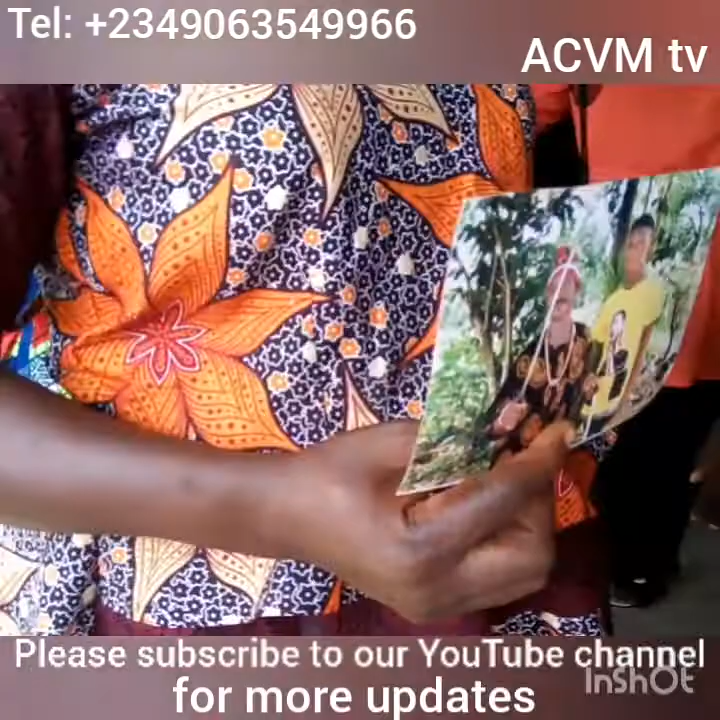 Tel: +2349063549966
ACVM tv
Please subscribe to our YouTube channel
for more updates
InShOt